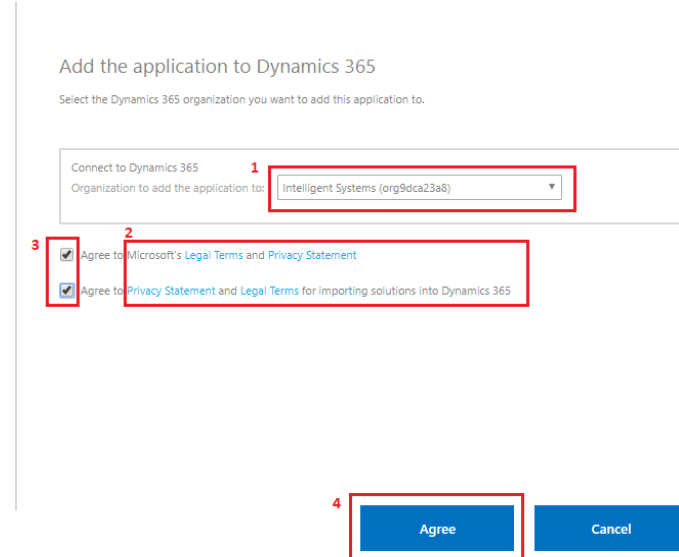 Add the application to Dynamics 365
Select the Dynamics 365 organization you want to add this application to.
Connect to Dynamics 365
1
Organization to add the application to: Intelligent Systems (org9dca23a8)
2
3
Agree to Microsoft's Legal Terms and Privacy Statement
Agree to Privacy Statement and Legal Terms for importing solutions into Dynamics 365
4
Agree Cancel